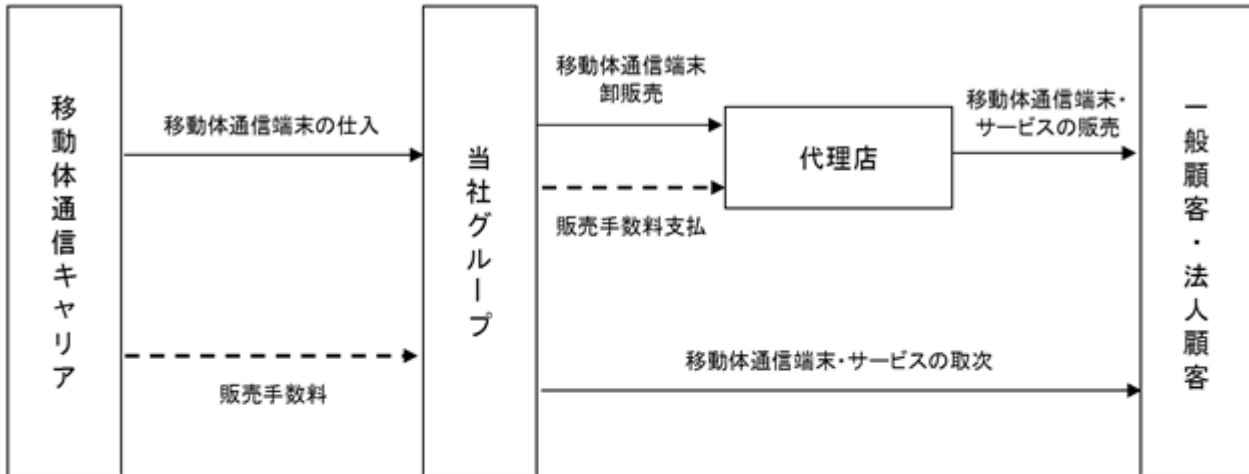 移動体通信キャリア
移動体通信端末の仕入
販売手数料
当社グループ
移動体通信端末
卸販売
販売手数料支払
代理店
移動体通信端末・
サービスの販売
移動体通信端末・サービスの取次
一般顧客・法人顧客